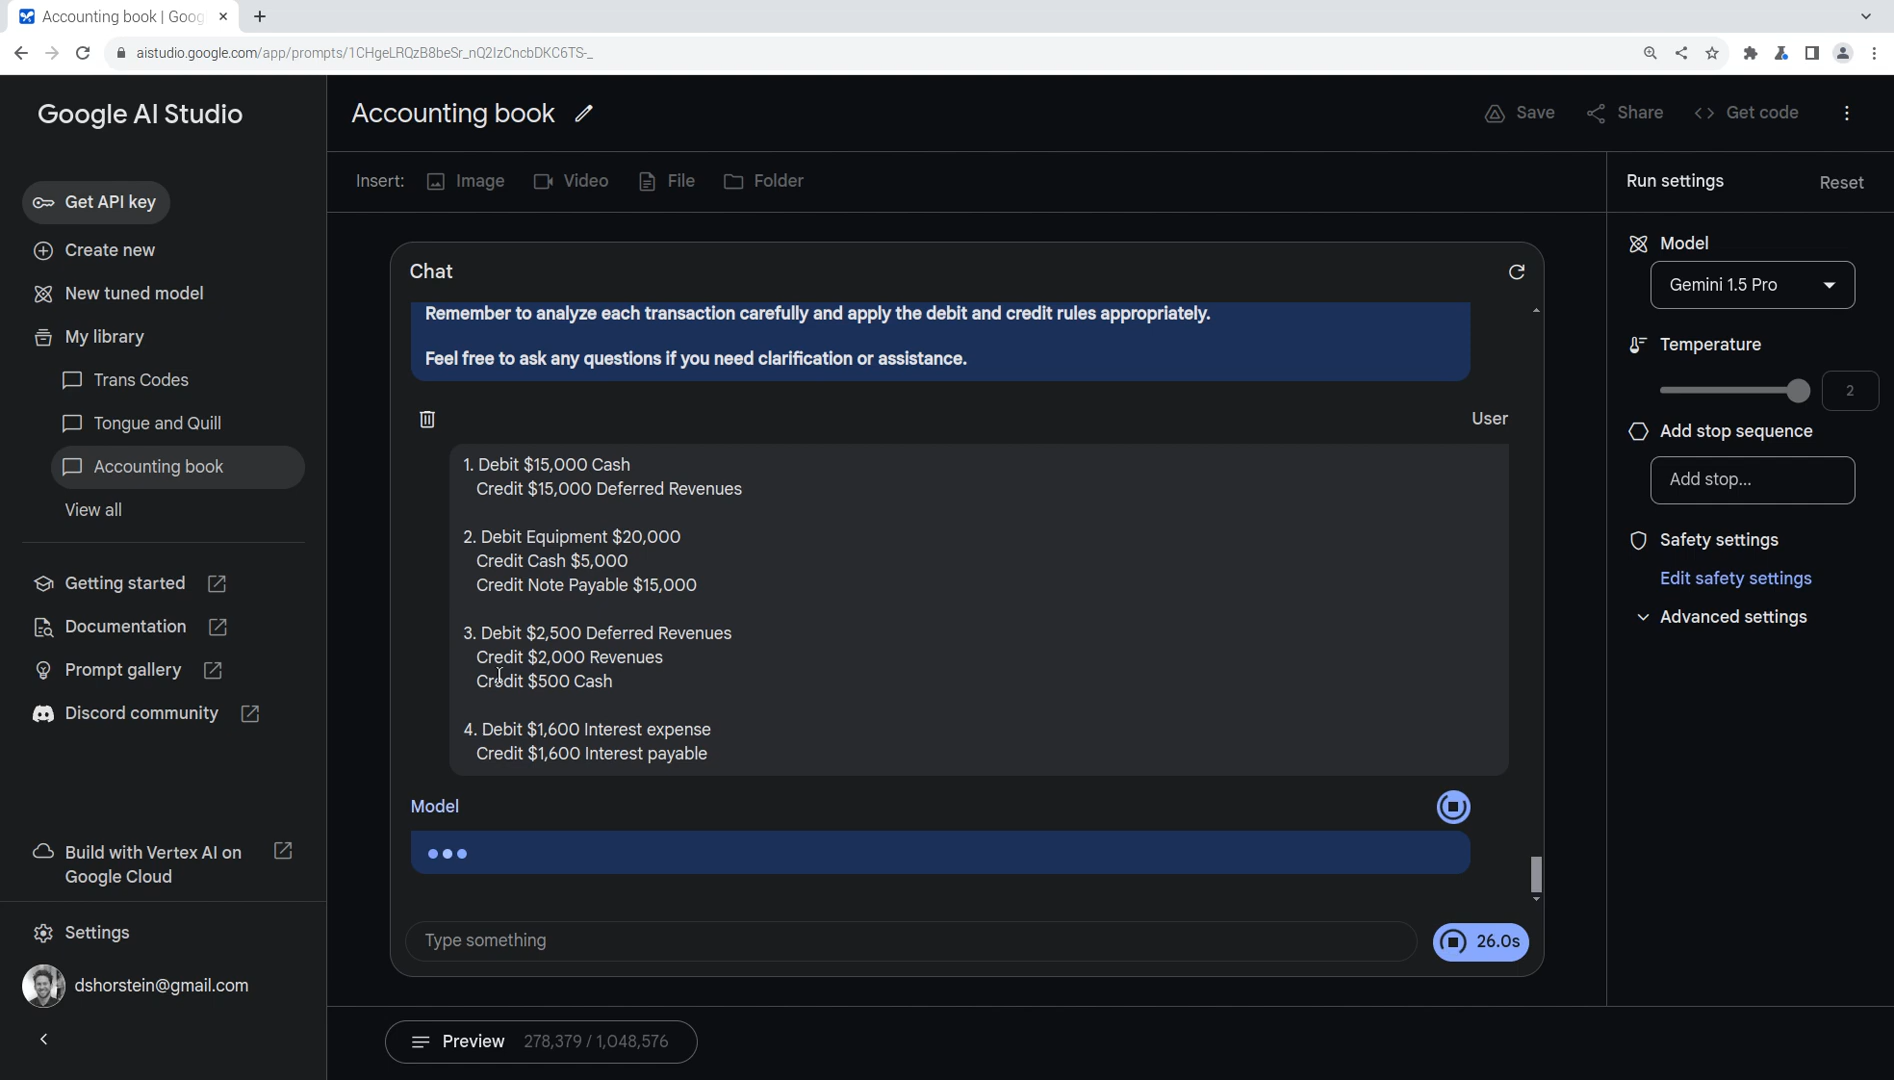 Accounting book | Goog
aistudio.google.com/app/prompts/1CHgeLRQzB8beSr_nQ2IzCncbDKC6TS-_
Google AI Studio
Get API key
Create new
New tuned model
My library
Trans Codes
Tongue and Quill
Accounting book
View all
Getting started
Documentation
Prompt gallery
Discord community
Build with Vertex AI on
Google Cloud
Settings
dshorstein@gmail.com
Accounting book
Save
Share
Get code
Insert:
Image
Video
File
Folder
Chat
Remember to analyze each transaction carefully and apply the debit and credit rules appropriately.
Feel free to ask any questions if you need clarification or assistance.
User
1. Debit $15,000 Cash
Credit $15,000 Deferred Revenues
2. Debit Equipment $20,000
Credit Cash $5,000
Credit Note Payable $15,000
3. Debit $2,500 Deferred Revenues
Credit $2,000 Revenues
Credit $500 Cash
4. Debit $1,600 Interest expense
Credit $1,600 Interest payable
Model
Type something
26.0s
Preview 278,379 / 1,048,576
Run settings
Reset
Model
Gemini 1.5 Pro
Temperature
2
Add stop sequence
Add stop...
Safety settings
Edit safety settings
Advanced settings